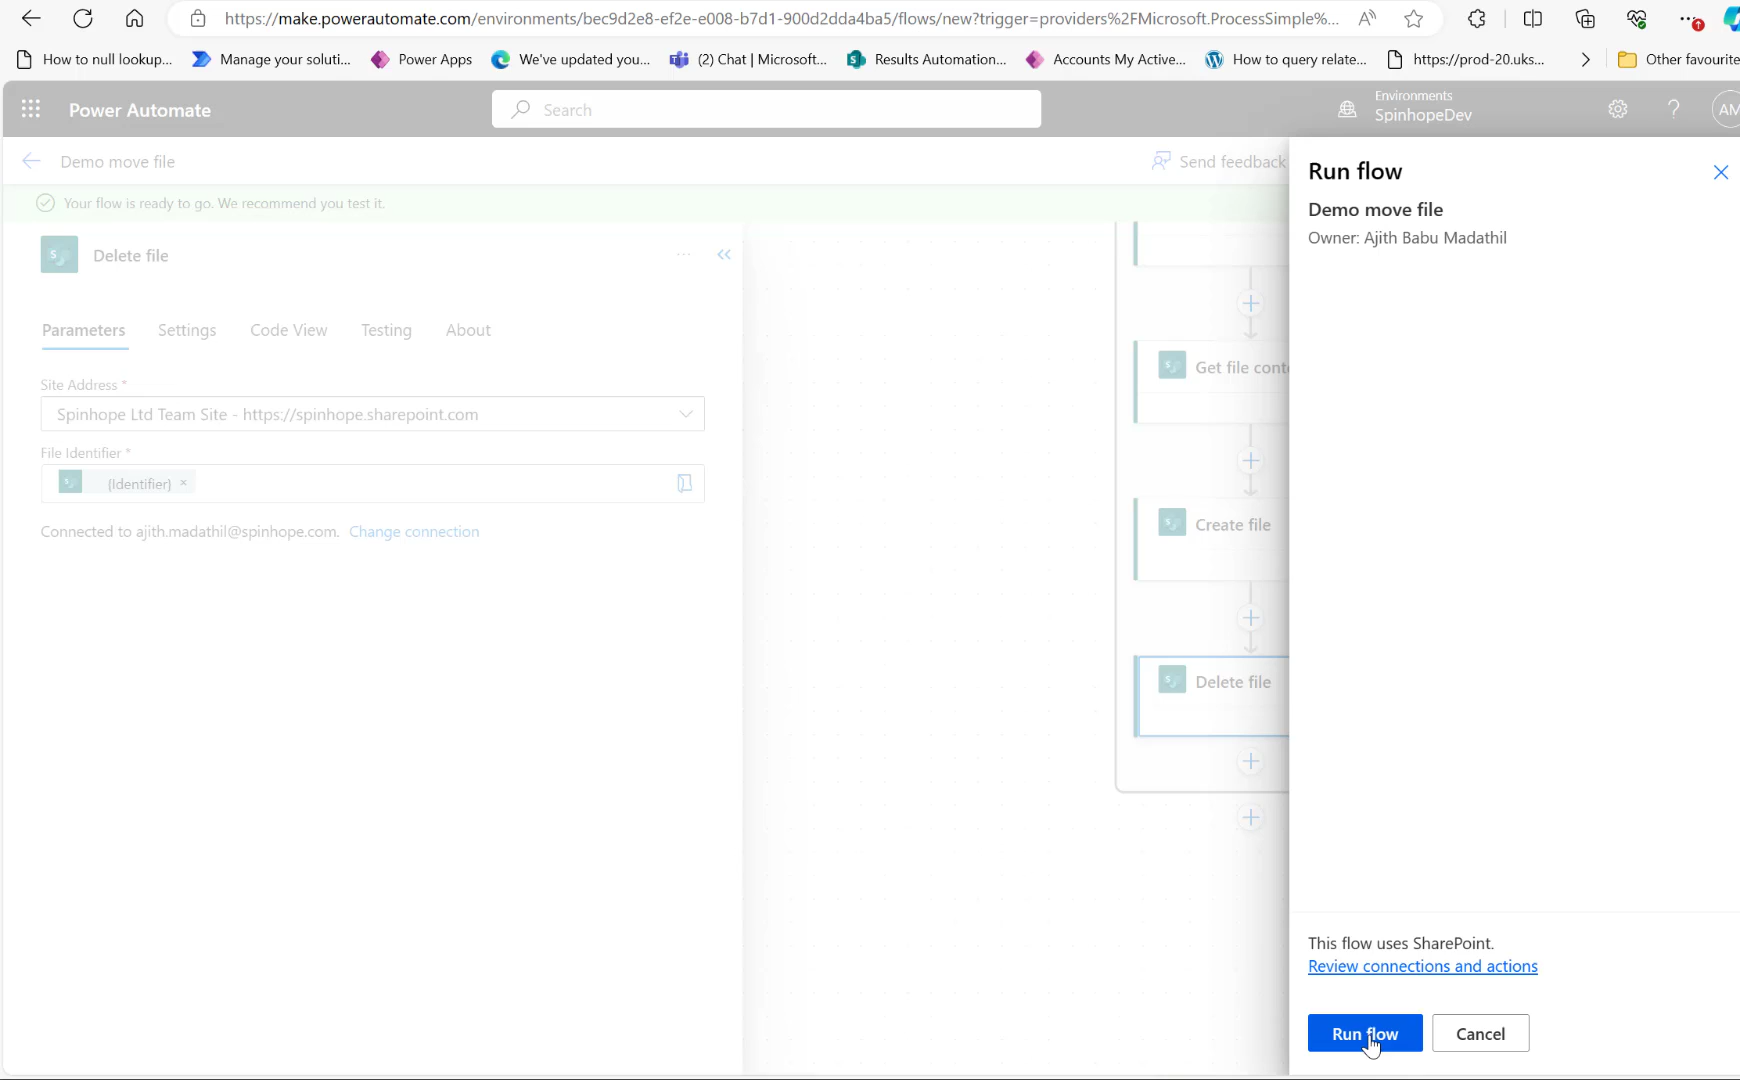 https://make.powerautomate.com/environments/bec9d2e8-ef2e-e008-b7d1-900d2dda4ba5/flows/new?trigger=providers%2FMicrosoft.ProcessSimple%...
How to null lookup... Manage your soluti... Power Apps We've updated you... (2) Chat | Microsoft... Results Automation... Accounts My Active... How to query relate... https://prod-20.uks... Other favourite
Power Automate
Search
Environments
SpinhopeDev
AM
Demo move file
Send feedback
Your flow is ready to go. We recommend you test it.
Delete file
Parameters Settings Code View Testing About
Site Address *
Spinhope Ltd Team Site - https://spinhope.sharepoint.com
File Identifier *
{Identifier} ×
Connected to ajith.madathil@spinhope.com. Change connection
Get file conte
Create file
Delete file
Run flow
Demo move file
Owner: Ajith Babu Madathil
This flow uses SharePoint.
Review connections and actions
Run flow
Cancel